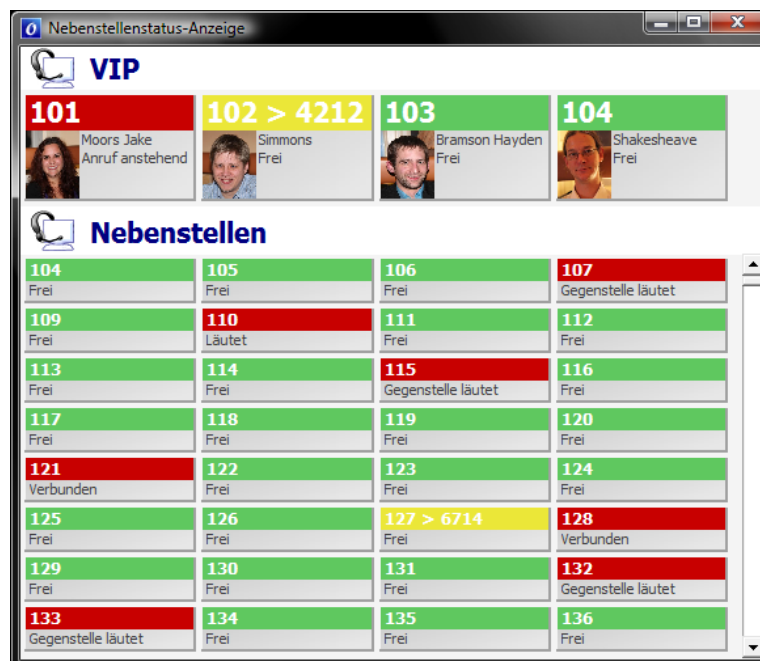 Nebenstellenstatus-Anzeige
VIP
101
Moors Jake
Anruf anstehend
102 > 4212
Simmons
Frei
103
Bramson Hayden
Frei
104
Shakesheave
Frei
Nebenstellen
104 105 106 107
Frei Frei Frei Gegenstelle läutet
109 110 111 112
Frei Läutet Frei Frei
113 114 115 116
Frei Frei Gegenstelle läutet Frei
117 118 119 120
Frei Frei Frei Frei
121 122 123 124
Verbunden Frei Frei Frei
125 126 127 > 6714 128
Frei Frei Frei Verbunden
129 130 131 132
Frei Frei Frei Gegenstelle läutet
133 134 135 136
Gegenstelle läutet Frei Frei Frei